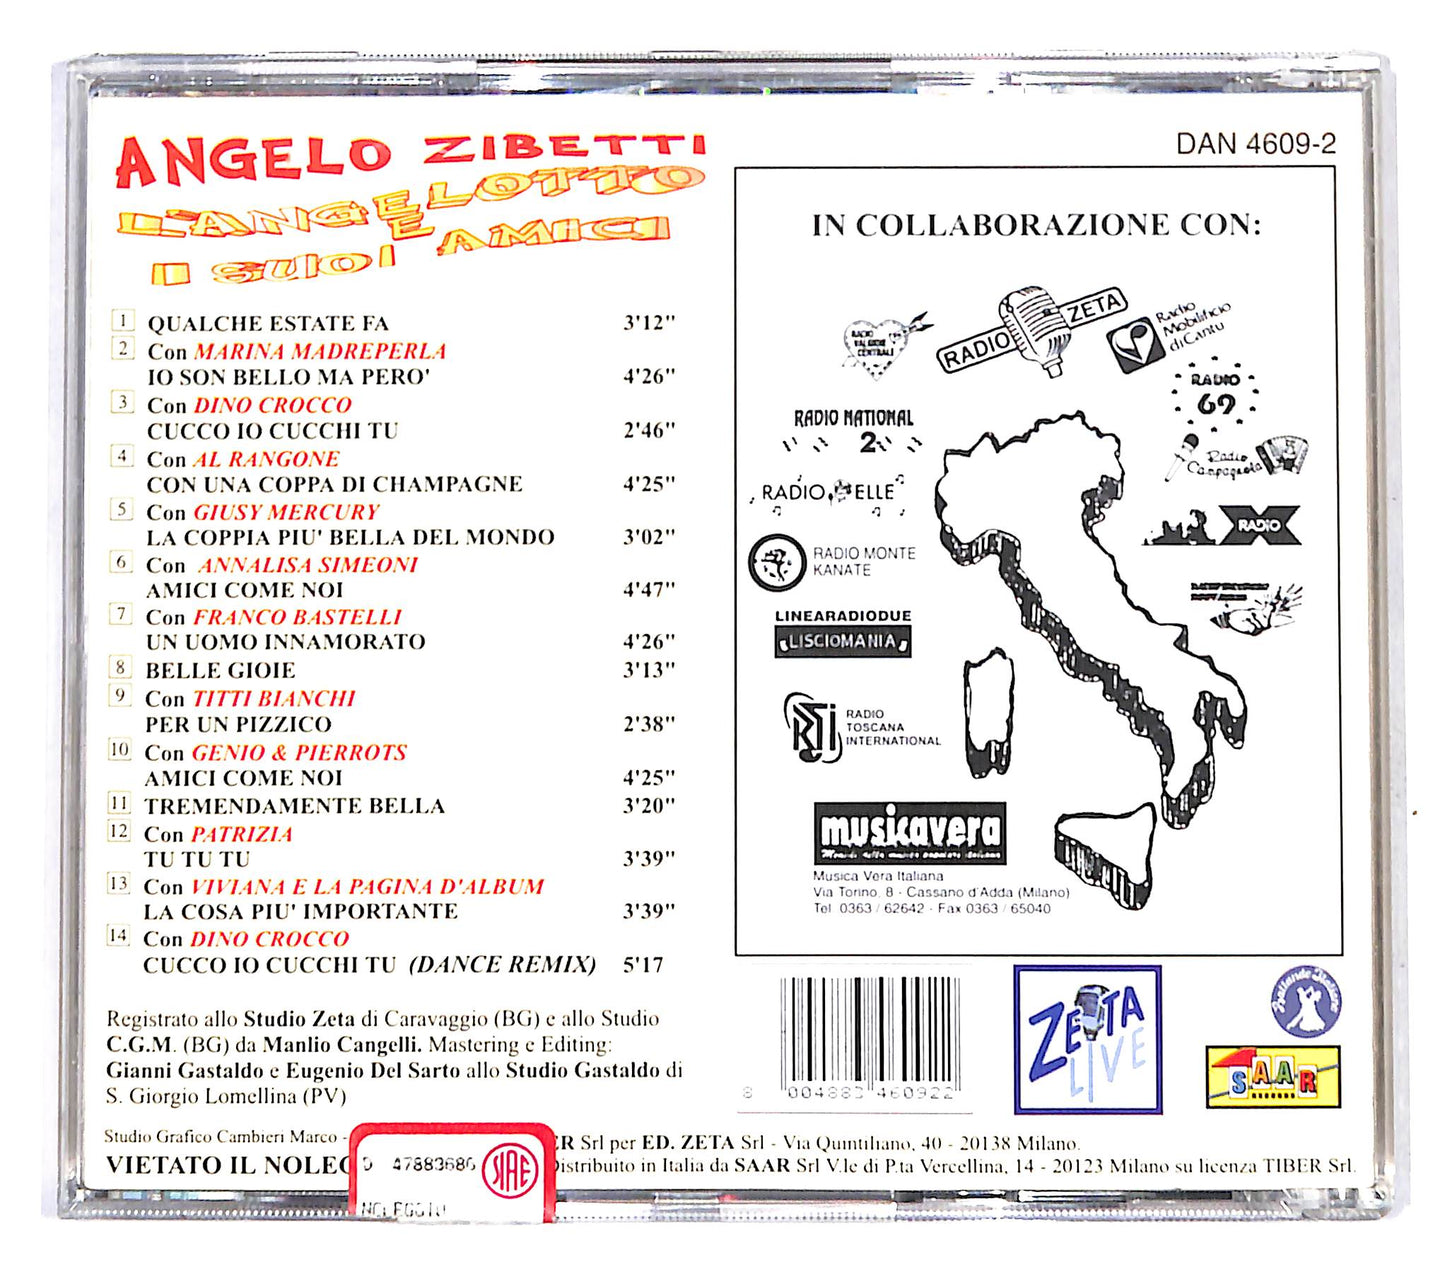 ANGELO ZIBETTI
L'ANGELOTTO
E
I SUOI AMICI
1 QUALCHE ESTATE FA 3'12"
2 Con MARINA MADREPERLA
IO SON BELLO MA PERO' 4'26"
3 Con DINO CROCCO
CUCCO IO CUCCHI TU 2'46"
4 Con AL RANGONE
CON UNA COPPA DI CHAMPAGNE 4'25"
5 Con GIUSY MERCURY
LA COPPIA PIU' BELLA DEL MONDO 3'02"
6 Con ANNALISA SIMEONI
AMICI COME NOI 4'47"
7 Con FRANCO BASTELLI
UN UOMO INNAMORATO 4'26"
8 BELLE GIOIE 3'13"
9 Con TITTI BIANCHI
PER UN PIZZICO 2'38"
10 Con GENIO & PIERROTS
AMICI COME NOI 4'25"
11 TREMENDAMENTE BELLA 3'20"
12 Con PATRIZIA
TU TU TU 3'39"
13 Con VIVIANA E LA PAGINA D'ALBUM
LA COSA PIU' IMPORTANTE 3'39"
14 Con DINO CROCCO
CUCCO IO CUCCHI TU (DANCE REMIX) 5'17
Registrato allo Studio Zeta di Caravaggio (BG) e allo Studio
C.G.M. (BG) da Manlio Cangelli. Mastering e Editing:
Gianni Gastaldo e Eugenio Del Sarto allo Studio Gastaldo di
S. Giorgio Lomellina (PV)
DAN 4609-2
IN COLLABORAZIONE CON:
RADIO
VALBORMIDA
CENTRALE
RADIO ZETA
Radio
Mobilificio
di Cantu
RADIO
69
RADIO NATIONAL
2
Radio
Campagnola
RADIO BELLE
RADIO X
RADIO MONTE
KANATE
LINEARADIODUE
LISCIOMANIA
RTI
RADIO
TOSCANA
INTERNATIONAL
musicavera
Musica Vera Italiana
Via Torino, 8 - Cassano d'Adda (Milano)
Tel. 0363 / 62642 - Fax 0363 / 65040
8 004883 460922
ZETA
LIVE
SAAR
RECORDS
Studio Grafico Cambieri Marco - ER Srl per ED. ZETA Srl - Via Quintiliano, 40 - 20138 Milano.
VIETATO IL NOLEG Distribuito in Italia da SAAR Srl V.le di P.ta Vercellina, 14 - 20123 Milano su licenza TIBER Srl.
47883686
SIAE